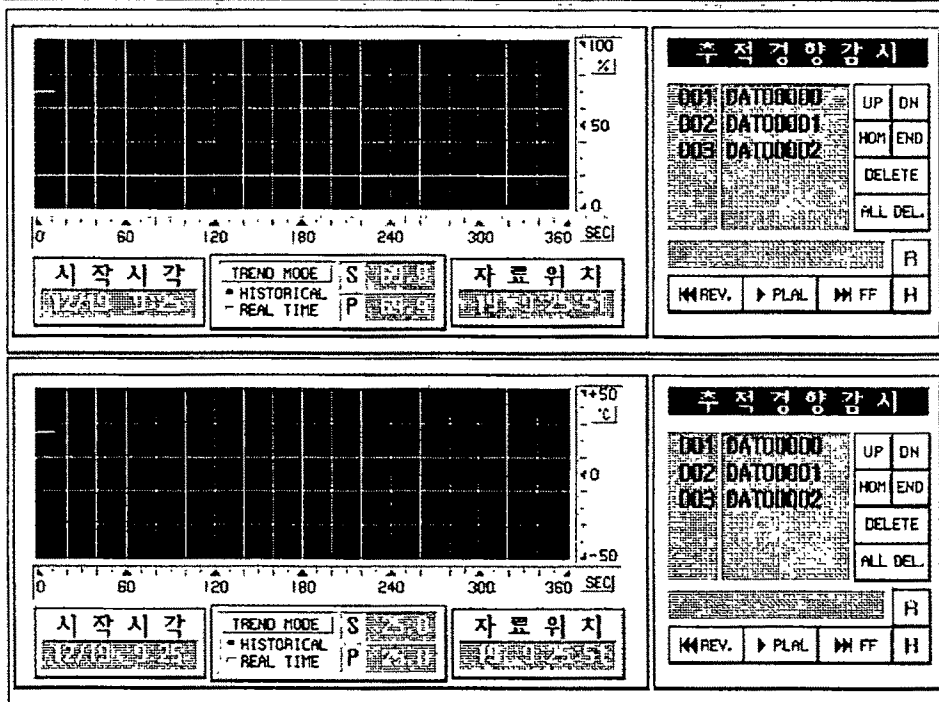 100
%
50
0
0 60 120 180 240 300 360 SEC
시 작 시 각
TREND MODE
HISTORICAL
REAL TIME
S
P
자 료 위 치
추 적 경 향 감 시
001 DAT00000
002 DAT00001
003 DAT00002
UP DN
HOM END
DELETE
ALL DEL.
R
REV. PLAL FF H
+50
℃
0
-50
0 60 120 180 240 300 360 SEC
시 작 시 각
TREND MODE
HISTORICAL
REAL TIME
S
P
자 료 위 치
추 적 경 향 감 시
001 DAT00000
002 DAT00001
003 DAT00002
UP DN
HOM END
DELETE
ALL DEL.
R
REV. PLAL FF H